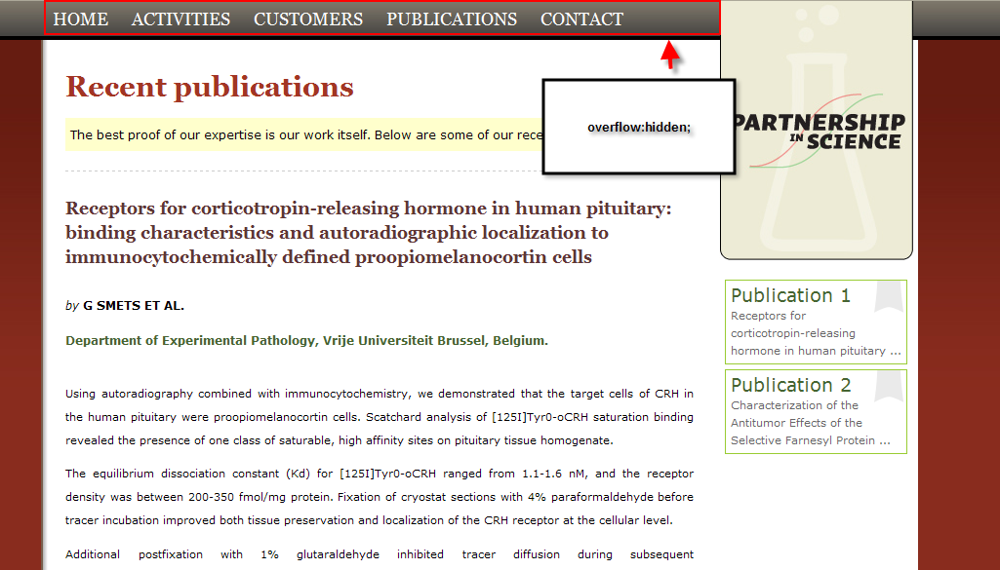 HOME ACTIVITIES CUSTOMERS PUBLICATIONS CONTACT
Recent publications
The best proof of our expertise is our work itself. Below are some of our rece
overflow:hidden;
PARTNERSHIP
IN SCIENCE
Receptors for corticotropin-releasing hormone in human pituitary:
binding characteristics and autoradiographic localization to
immunocytochemically defined proopiomelanocortin cells
by G SMETS ET AL.
Department of Experimental Pathology, Vrije Universiteit Brussel, Belgium.
Using autoradiography combined with immunocytochemistry, we demonstrated that the target cells of CRH in
the human pituitary were proopiomelanocortin cells. Scatchard analysis of [125I]Tyr0-oCRH saturation binding
revealed the presence of one class of saturable, high affinity sites on pituitary tissue homogenate.
The equilibrium dissociation constant (Kd) for [125I]Tyr0-oCRH ranged from 1.1-1.6 nM, and the receptor
density was between 200-350 fmol/mg protein. Fixation of cryostat sections with 4% paraformaldehyde before
tracer incubation improved both tissue preservation and localization of the CRH receptor at the cellular level.
Additional postfixation with 1% glutaraldehyde inhibited tracer diffusion during subsequent
Publication 1
Receptors for
corticotropin-releasing
hormone in human pituitary ...
Publication 2
Characterization of the
Antitumor Effects of the
Selective Farnesyl Protein ...